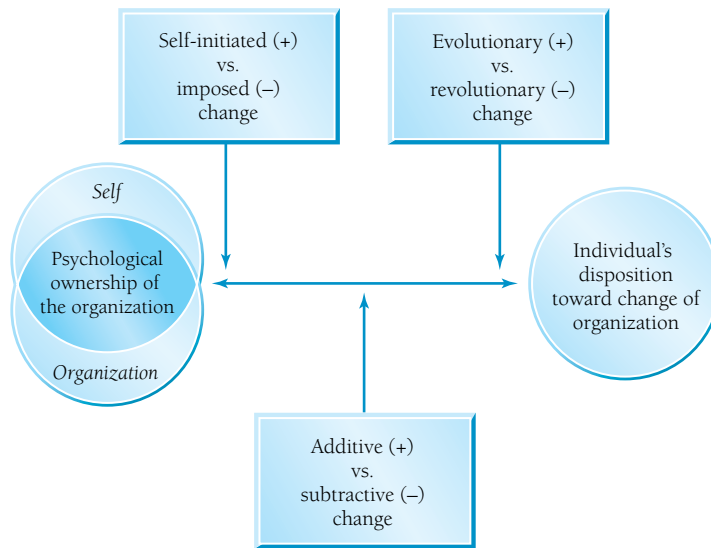 Self-initiated (+)
vs.
imposed (–)
change
Evolutionary (+)
vs.
revolutionary (–)
change
Self
Psychological
ownership of
the organization
Organization
Individual's
disposition
toward change of
organization
Additive (+)
vs.
subtractive (–)
change